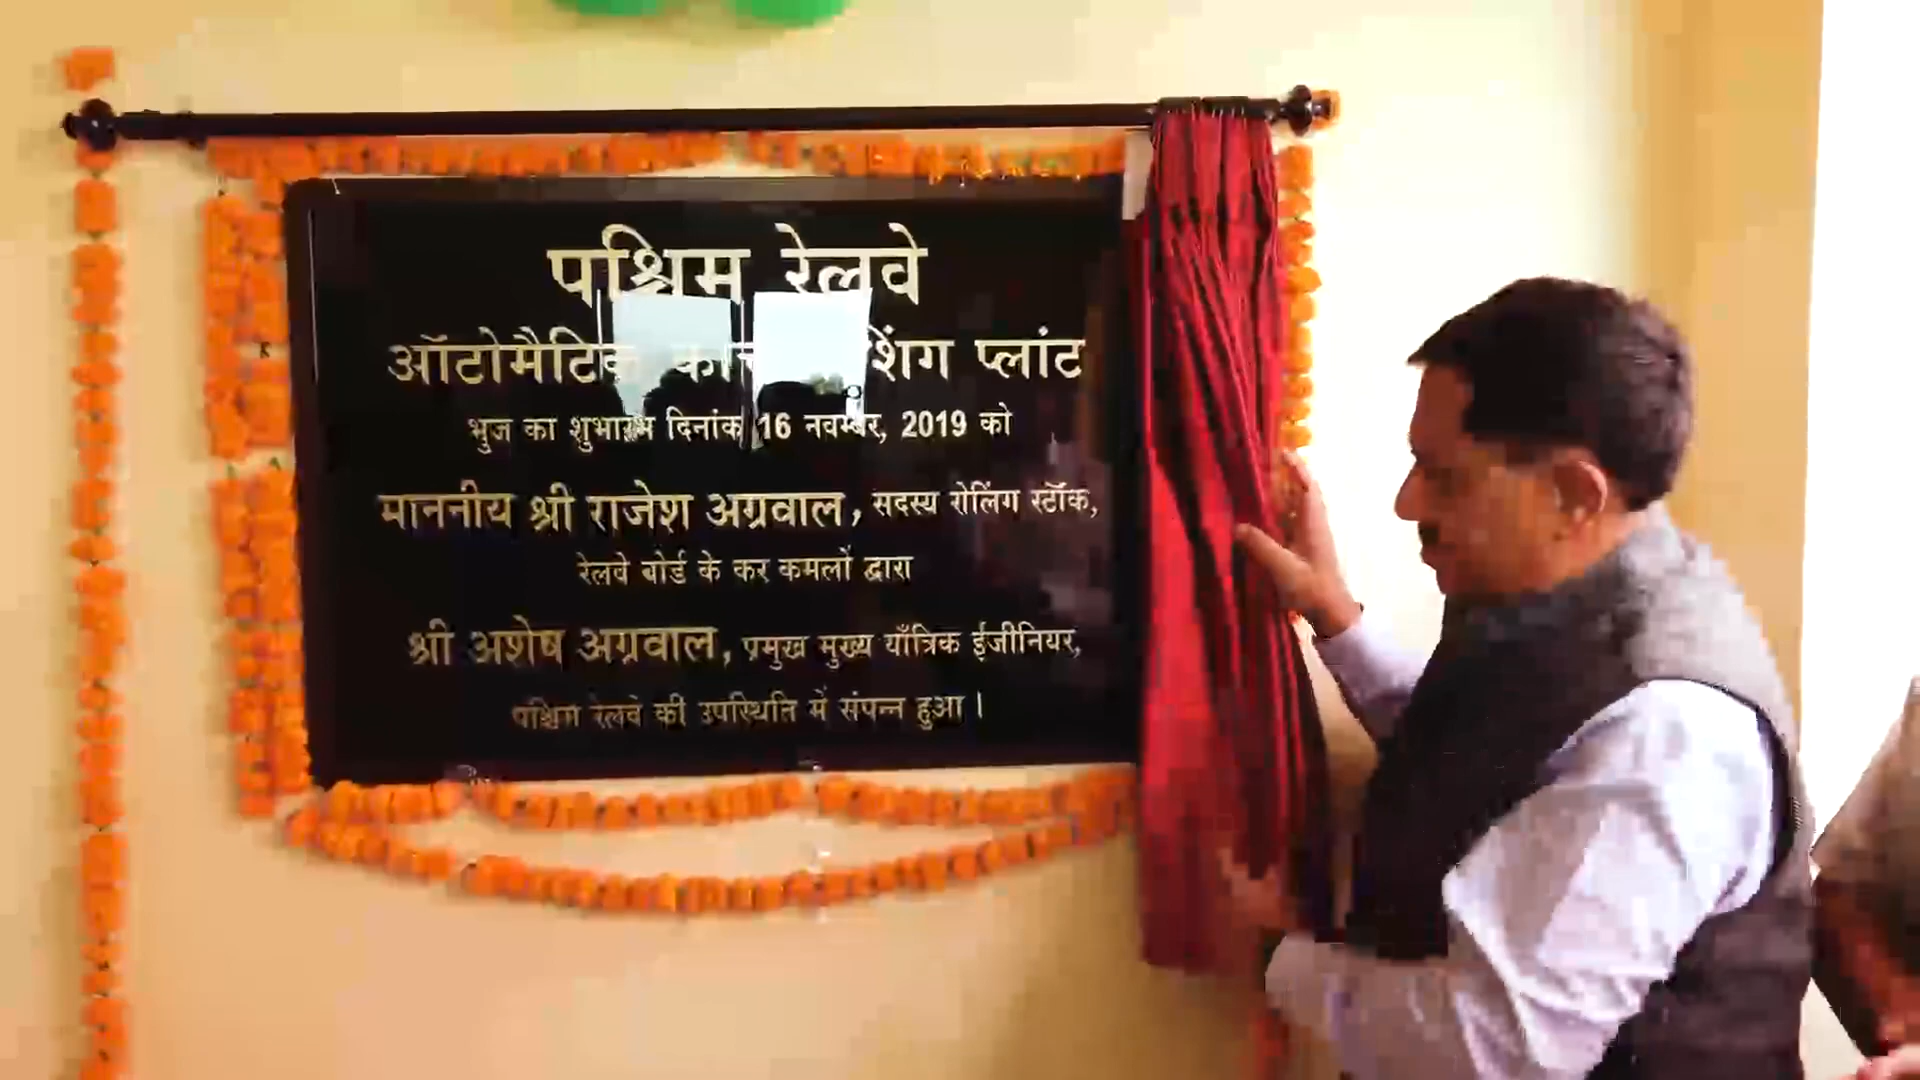 पश्चिम रेलवे
ऑटोमैटिक शिंग प्लांट
भुज का शुभारम्भ दिनांक 16 नवम्बर, 2019 को
माननीय श्री राजेश अग्रवाल, सदस्य रोलिंग स्टॉक,
रेलवे बोर्ड के कर कमलों द्वारा
श्री अशेष अग्रवाल, प्रमुख मुख्य याँत्रिक ईंजीनियर,
पश्चिम रेलवे की उपस्थिति में संपन्न हुआ।